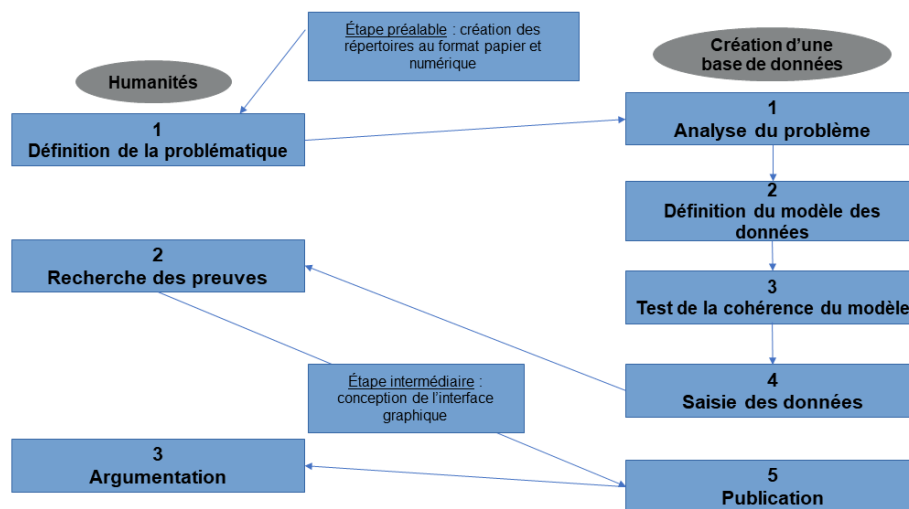 Étape préalable : création des
répertoires au format papier et
numérique
Humanités
Création d’une
base de données
1
Définition de la problématique
1
Analyse du problème
2
Définition du modèle des
données
2
Recherche des preuves
3
Test de la cohérence du modèle
Étape intermédiaire :
conception de l’interface
graphique
4
Saisie des données
3
Argumentation
5
Publication